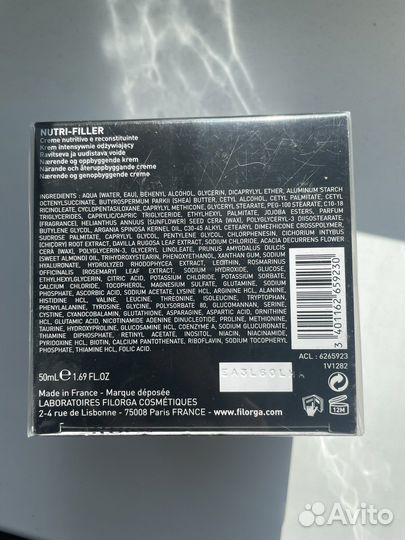 NUTRI-FILLER
Creme nutritivo e reconstituinte
Krem intensywnie odżywiający
Ravitseva ja uudistava voide
Nærende og oppbyggende krem
Närande och återuppbyggande creme
Nærende og genopbyggende creme
INGREDIENTS : AQUA (WATER, EAU), BEHENYL ALCOHOL, GLYCERIN, DICAPRYLYL ETHER, ALUMINUM STARCH
OCTENYLSUCCINATE, BUTYROSPERMUM PARKII (SHEA) BUTTER, CETEARYL ALCOHOL, CETYL PALMITATE, CETYL
RICINOLEATE, CYCLOPENTASILOXANE, CAPRYLYL METHICONE, GLYCERYL STEARATE, PEG-100 STEARATE, C10-18
TRIGLYCERIDES, CAPRYLIC/CAPRIC TRIGLYCERIDE, ETHYLHEXYL PALMITATE, JOJOBA ESTERS, PARFUM
(FRAGRANCE), HELIANTHUS ANNUUS (SUNFLOWER) SEED CERA (WAX), POLYGLYCERYL-3 DIISOSTEARATE,
BUTYLENE GLYCOL, ARGANIA SPINOSA KERNEL OIL, C30-45 ALKYL CETEARYL DIMETHICONE CROSSPOLYMER,
SUCROSE PALMITATE, CAPRYLYL GLYCOL, PENTYLENE GLYCOL, CHLORPHENESIN, CICHORIUM INTYBUS
(CHICORY) ROOT EXTRACT, DAVILLA RUGOSA LEAF EXTRACT, SODIUM CHLORIDE, ACACIA DECURRENS FLOWER
CERA (WAX), POLYGLYCERYL-3, GLYCERYL LINOLEATE, PRUNUS AMYGDALUS DULCIS
(SWEET ALMOND) OIL, TRIHYDROXYSTEARIN, PHENOXYETHANOL, XANTHAN GUM, SODIUM
HYALURONATE, HYDROLYZED RHODOPHYCEA EXTRACT, LECITHIN, ROSMARINUS
OFFICINALIS (ROSEMARY) LEAF EXTRACT, SODIUM HYDROXIDE, GLUCOSE,
ETHYLHEXYLGLYCERIN, CITRIC ACID, POTASSIUM CHLORIDE, POTASSIUM SORBATE,
CALCIUM CHLORIDE, TOCOPHEROL, MAGNESIUM SULFATE, GLUTAMINE, SODIUM
PHOSPHATE, ASCORBIC ACID, SODIUM ACETATE, LYSINE HCL, ARGININE HCL, ALANINE,
HISTIDINE HCL, VALINE, LEUCINE, THREONINE, ISOLEUCINE, TRYPTOPHAN,
PHENYLALANINE, TYROSINE, GLYCINE, POLYSORBATE 80, GLUCOMANNAN, SERINE,
CYSTINE, CYANOCOBALAMIN, GLUTATHIONE, ASPARAGINE, ASPARTIC ACID, ORNITHINE
HCL, GLUTAMIC ACID, NICOTINAMIDE ADENINE DINUCLEOTIDE, PROLINE, METHIONINE,
TAURINE, HYDROXYPROLINE, GLUCOSAMINE HCL, COENZYME A, SODIUM GLUCURONATE,
THIAMINE DIPHOSPHATE, RETINYL ACETATE, INOSITOL, NIACIN, NIACINAMIDE,
PYRIDOXINE HCL, BIOTIN, CALCIUM PANTOTHENATE, RIBOFLAVIN, SODIUM TOCOPHERYL
PHOSPHATE, THIAMINE HCL, FOLIC ACID.
3 401162 659230
ACL : 6265923
1V1282
50mL e 1.69 FL.OZ
EA3L60LY
Made in France - Marque déposée
LABORATOIRES FILORGA COSMÉTIQUES
2-4 rue de Lisbonne - 75008 Paris FRANCE - www.filorga.com
12M
Avito